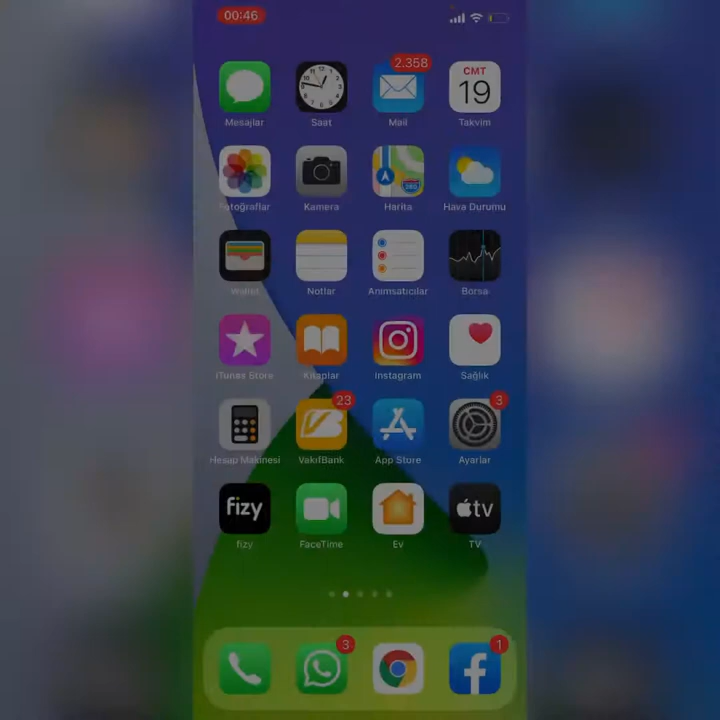 00:46
2.358
CMT
19
Mesajlar
Saat
Mail
Takvim
280
Fotoğraflar
Kamera
Harita
Hava Durumu
Wallet
Notlar
Anımsatıcılar
Borsa
iTunes Store
Kitaplar
Instagram
Sağlık
23
3
Hesap Makinesi
VakıfBank
App Store
Ayarlar
fizy
tv
fizy
FaceTime
Ev
TV
3
1